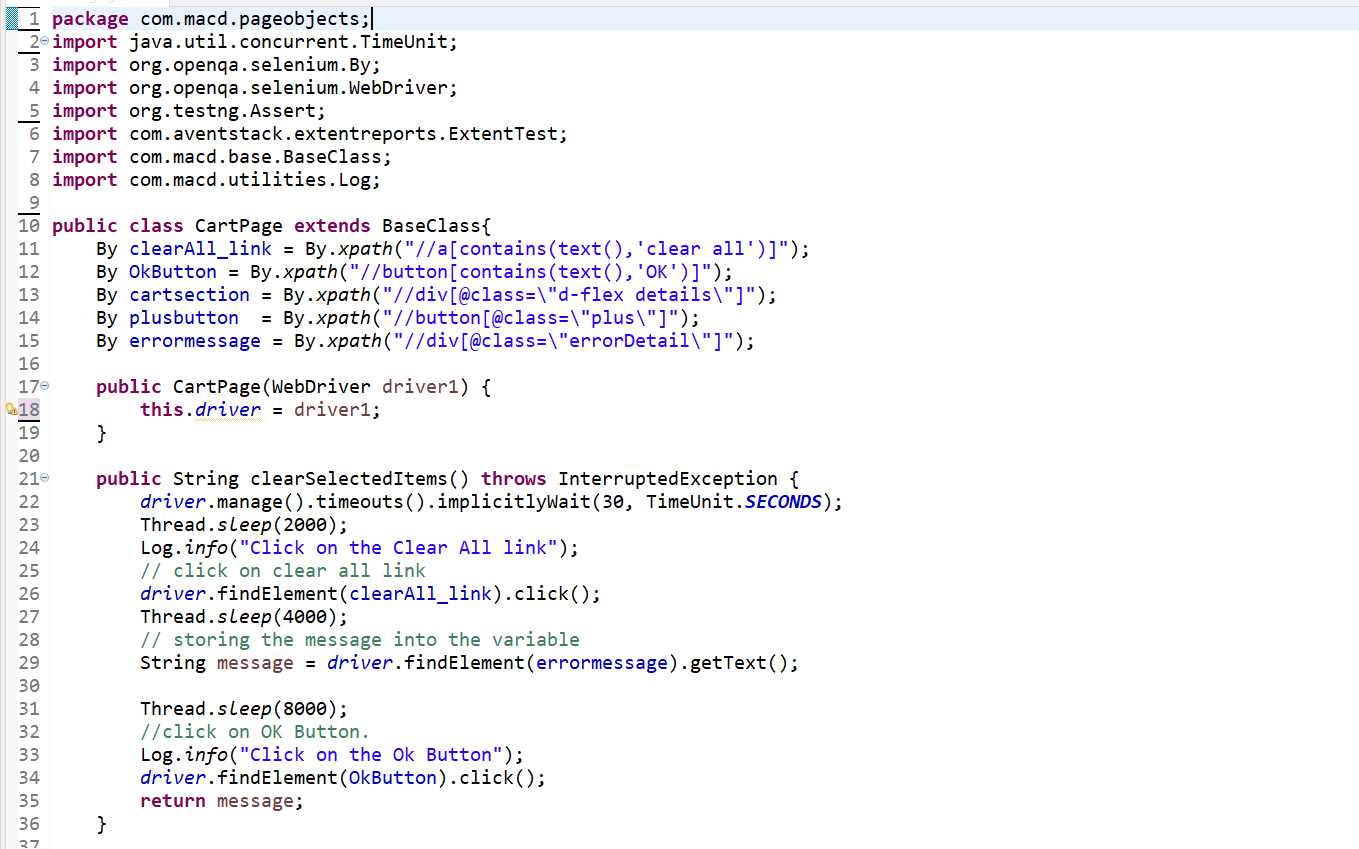 1 package com.macd.pageobjects;
2 import java.util.concurrent.TimeUnit;
3 import org.openqa.selenium.By;
4 import org.openqa.selenium.WebDriver;
5 import org.testng.Assert;
6 import com.aventstack.extentreports.ExtentTest;
7 import com.macd.base.BaseClass;
8 import com.macd.utilities.Log;
9
10 public class CartPage extends BaseClass{
11     By clearAll_link = By.xpath("//a[contains(text(),'clear all')]");
12     By OkButton = By.xpath("//button[contains(text(),'OK')]");
13     By cartsection = By.xpath("//div[@class=\"d-flex details\"]");
14     By plusbutton  = By.xpath("//button[@class=\"plus\"]");
15     By errormessage = By.xpath("//div[@class=\"errorDetail\"]");
16
17     public CartPage(WebDriver driver1) {
18         this.driver = driver1;
19     }
20
21     public String clearSelectedItems() throws InterruptedException {
22         driver.manage().timeouts().implicitlyWait(30, TimeUnit.SECONDS);
23         Thread.sleep(2000);
24         Log.info("Click on the Clear All link");
25         // click on clear all link
26         driver.findElement(clearAll_link).click();
27         Thread.sleep(4000);
28         // storing the message into the variable
29         String message = driver.findElement(errormessage).getText();
30
31         Thread.sleep(8000);
32         //click on OK Button.
33         Log.info("Click on the Ok Button");
34         driver.findElement(OkButton).click();
35         return message;
36     }
37